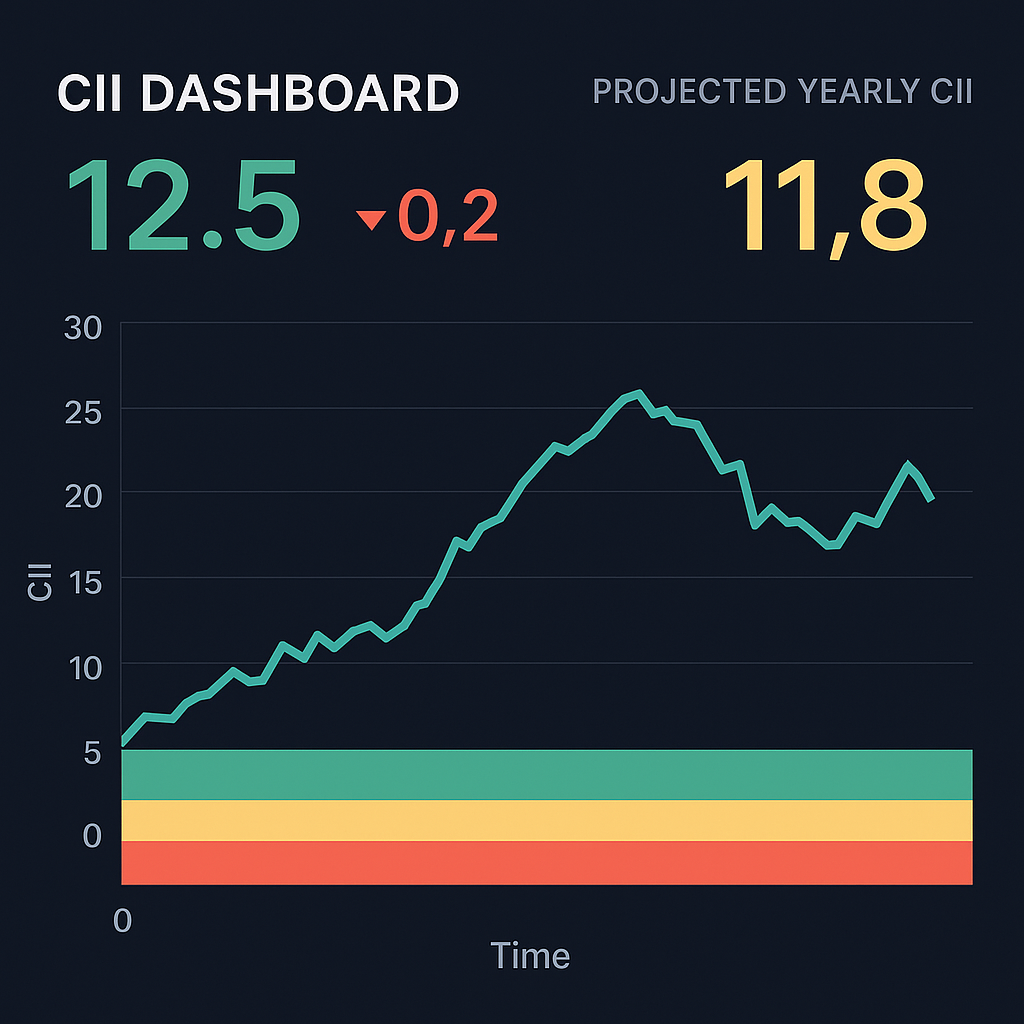 CII DASHBOARD
PROJECTED YEARLY CII
12.5 ▼0,2
11,8
30
25
20
CII
15
10
5
0
0
Time